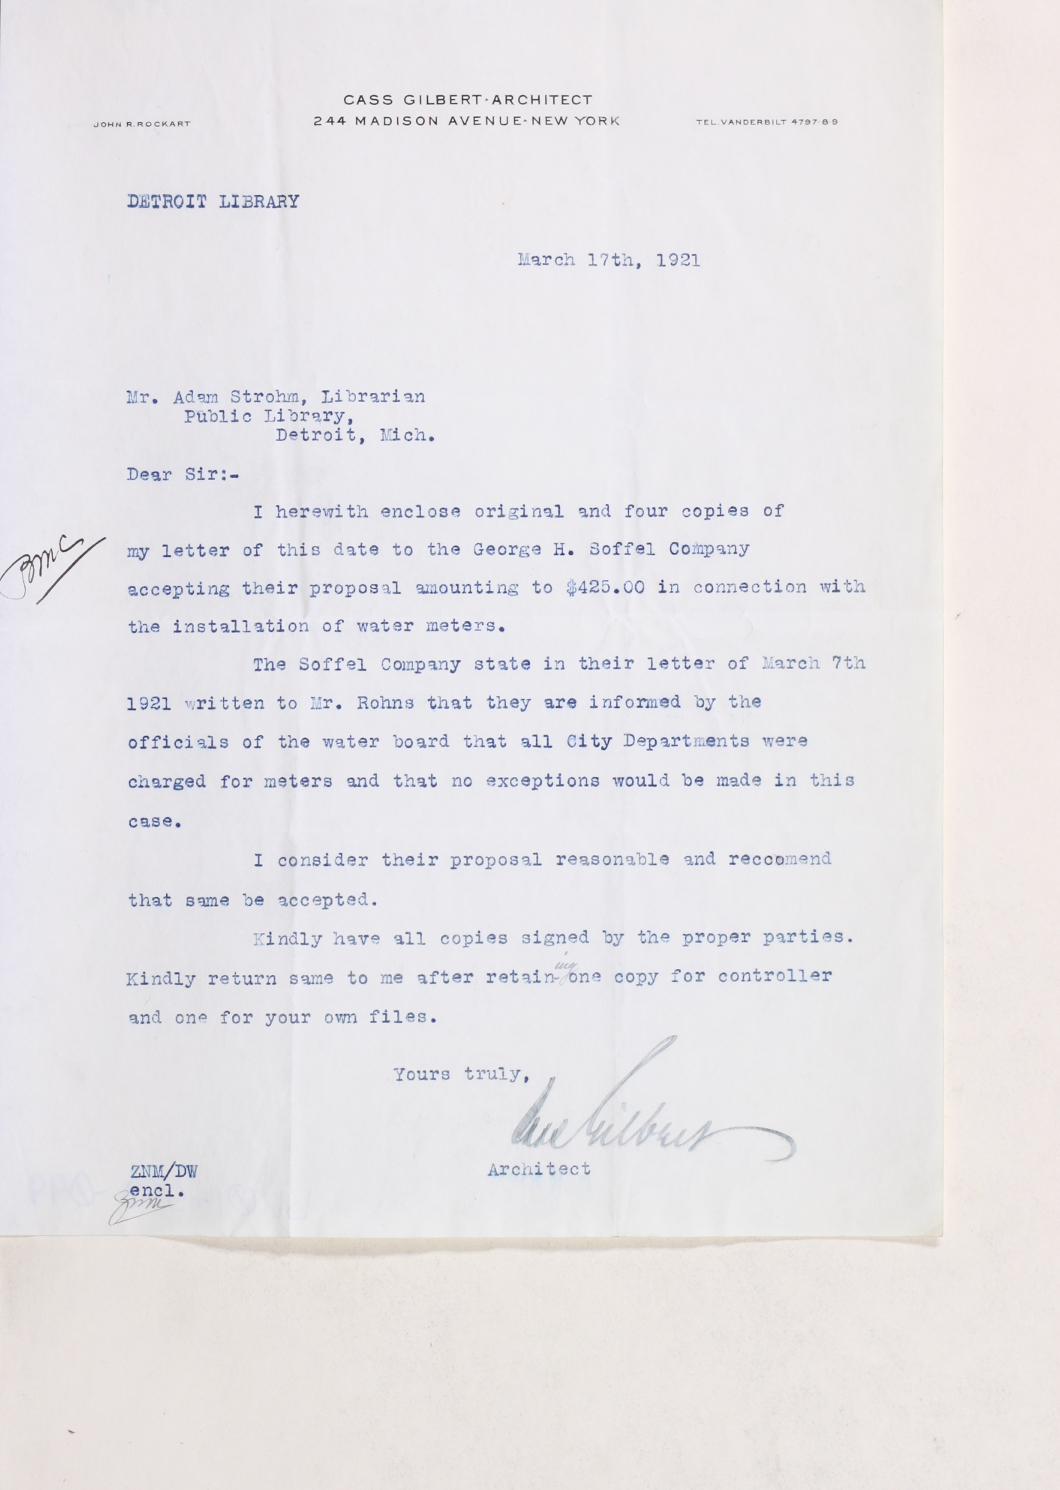 CASS GILBERT·ARCHITECT
JOHN R. ROCKART 244 MADISON AVENUE·NEW YORK TEL. VANDERBILT 4797-8-9
DETROIT LIBRARY
March 17th, 1921
Mr. Adam Strohm, Librarian
Public Library,
Detroit, Mich.
Dear Sir:-
I herewith enclose original and four copies of
my letter of this date to the George H. Soffel Company
accepting their proposal amounting to $425.00 in connection with
the installation of water meters.
The Soffel Company state in their letter of March 7th
1921 written to Mr. Rohns that they are informed by the
officials of the water board that all City Departments were
charged for meters and that no exceptions would be made in this
case.
I consider their proposal reasonable and reccomend
that same be accepted.
Kindly have all copies signed by the proper parties.
Kindly return same to me after retaining one copy for controller
and one for your own files.
Yours truly,
Cass Gilbert
Architect
ZNM/DW
encl.